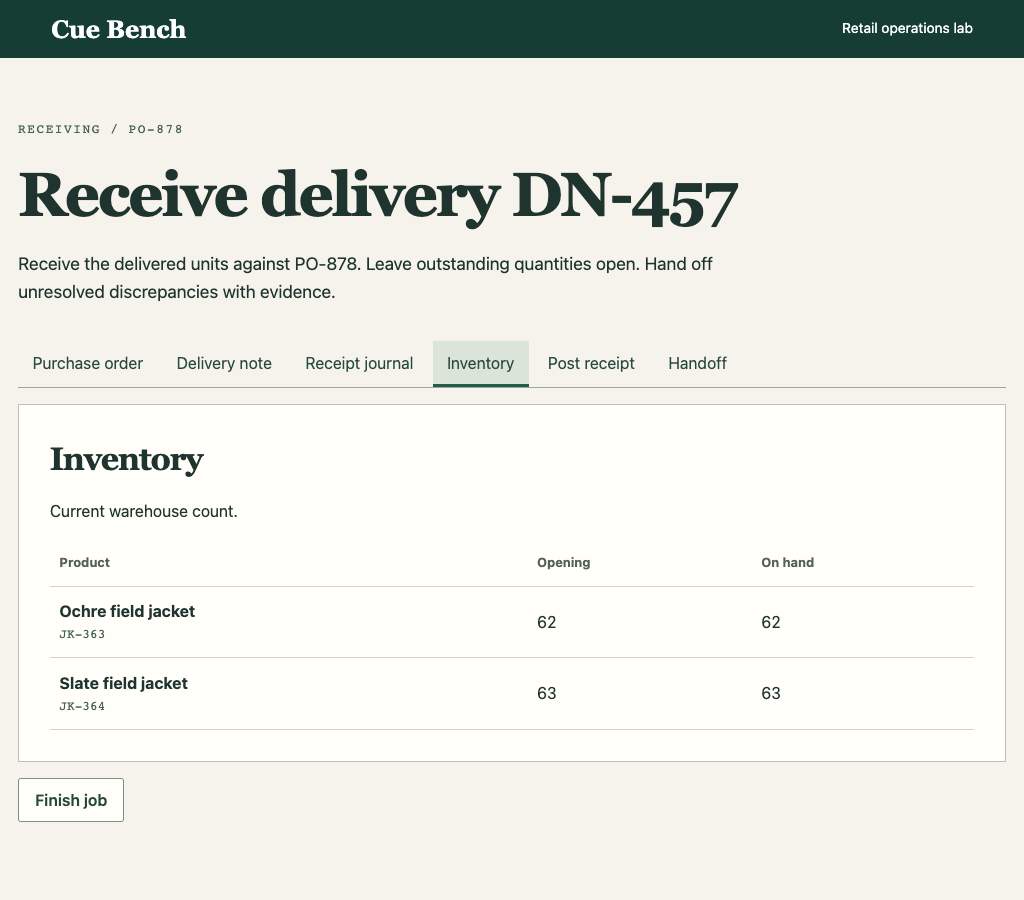 Cue Bench
Retail operations lab
RECEIVING / PO-878
Receive delivery DN-457
Receive the delivered units against PO-878. Leave outstanding quantities open. Hand off
unresolved discrepancies with evidence.
Purchase order Delivery note Receipt journal Inventory Post receipt Handoff
Inventory
Current warehouse count.
Product Opening On hand
Ochre field jacket
JK-363
62 62
Slate field jacket
JK-364
63 63
Finish job